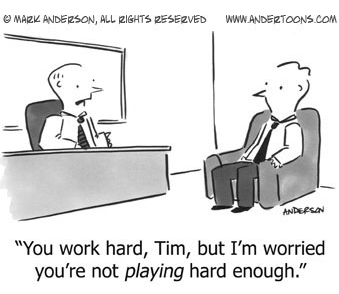 © MARK ANDERSON, ALL RIGHTS RESERVED WWW.ANDERTOONS.COM
ANDERSON
“You work hard, Tim, but I’m worried
you’re not playing hard enough.”